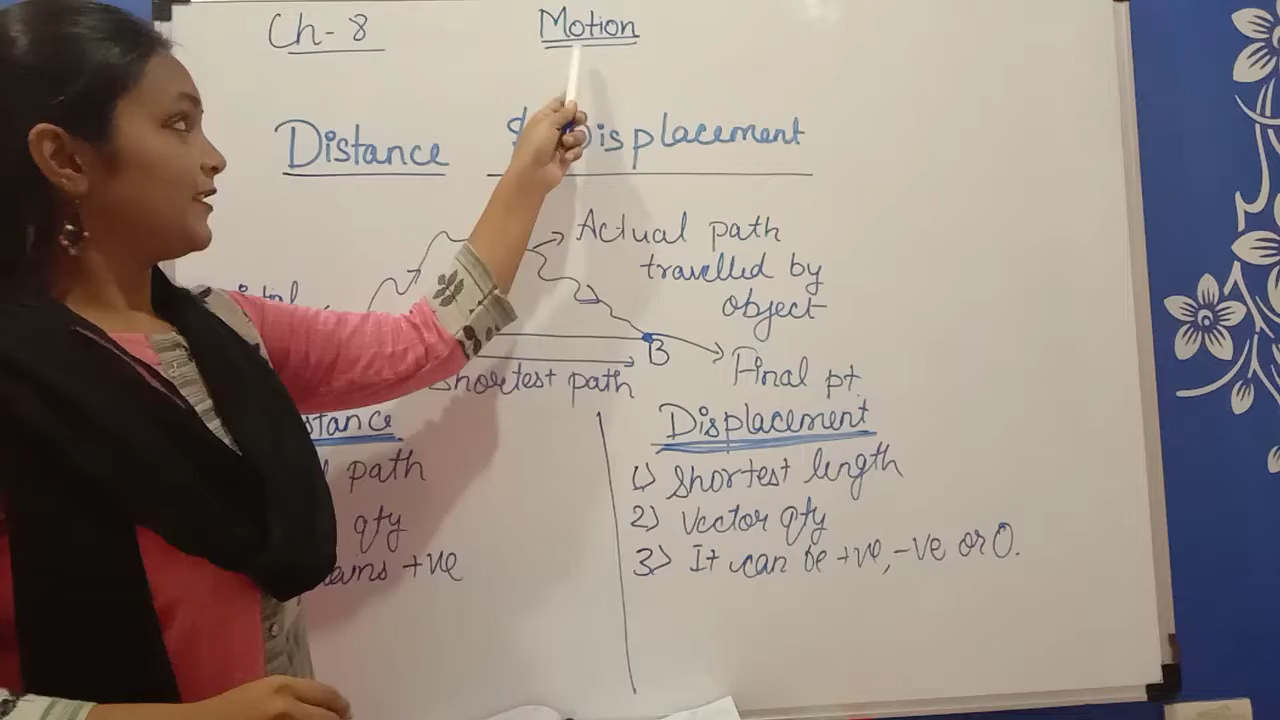 Ch-8
Motion
Distance & Displacement
Actual path
travelled by
object
B
Final pt.
Shortest path
Displacement
path
1) Shortest length
qty
2) Vector qty
+ve
3) It can be +ve, -ve or 0.